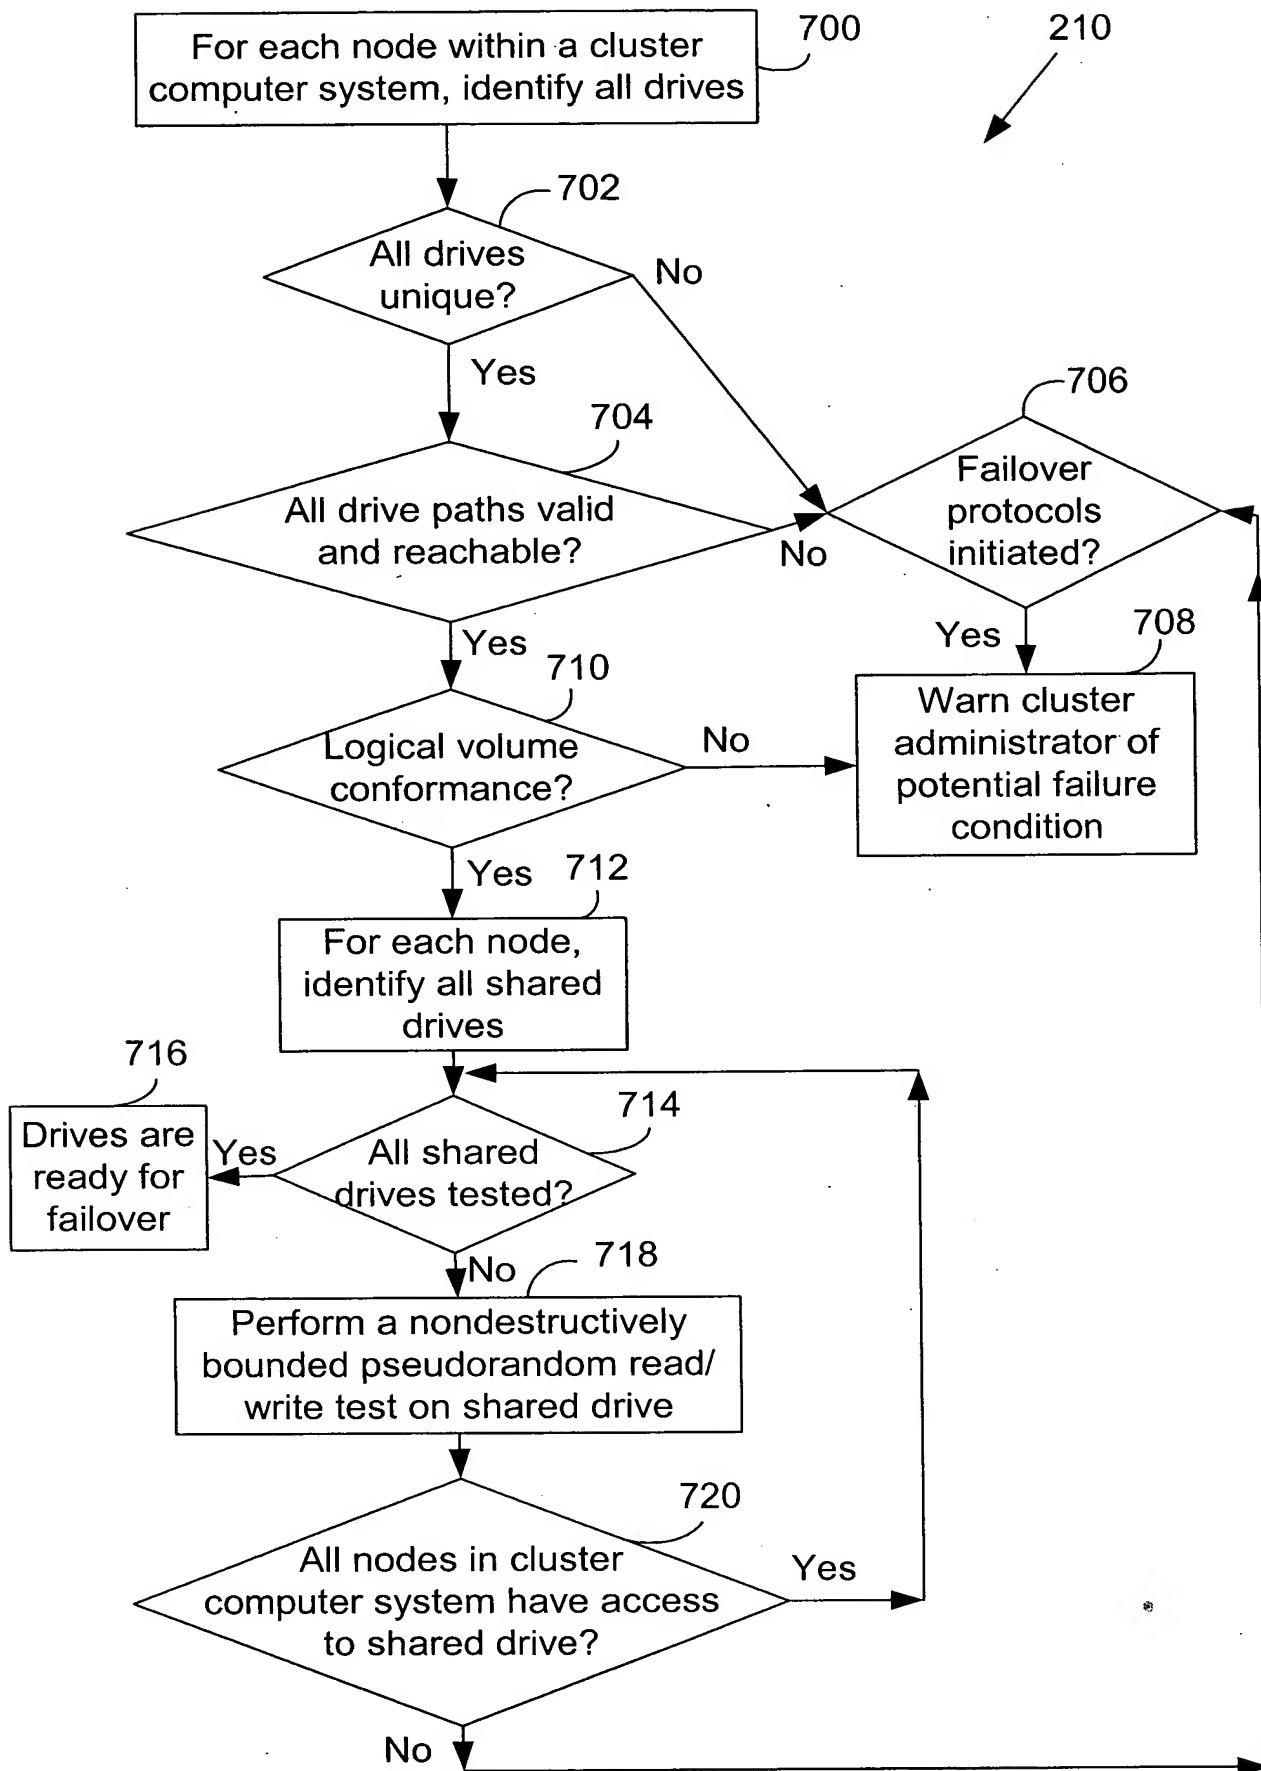 For each node within a cluster
computer system, identify all drives
700
210
702
All drives
unique?
No
Yes
704
All drive paths valid
and reachable?
No
706
Failover
protocols
initiated?
Yes
Yes
708
Warn cluster
administrator of
potential failure
condition
710
Logical volume
conformance?
No
Yes
712
For each node,
identify all shared
drives
716
Drives are
ready for
failover
Yes
714
All shared
drives tested?
No
718
Perform a nondestructively
bounded pseudorandom read/
write test on shared drive
720
All nodes in cluster
computer system have access
to shared drive?
Yes
No